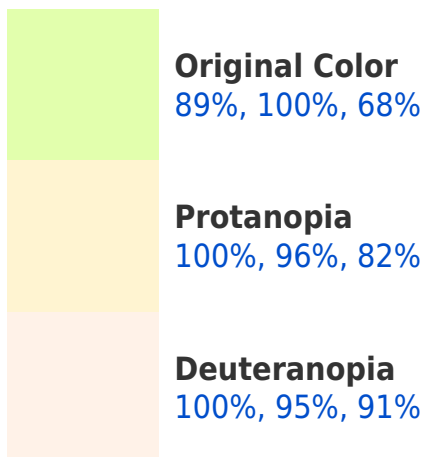 Original Color
89%, 100%, 68%
Protanopia
100%, 96%, 82%
Deuteranopia
100%, 95%, 91%